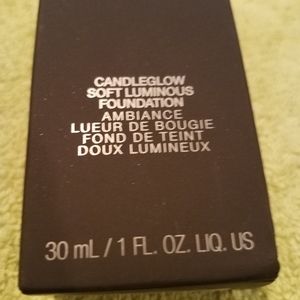 CANDLEGLOW
SOFT LUMINOUS
FOUNDATION
AMBIANCE
LUEUR DE BOUGIE
FOND DE TEINT
DOUX LUMINEUX
30 mL / 1 FL. OZ. LIQ. US